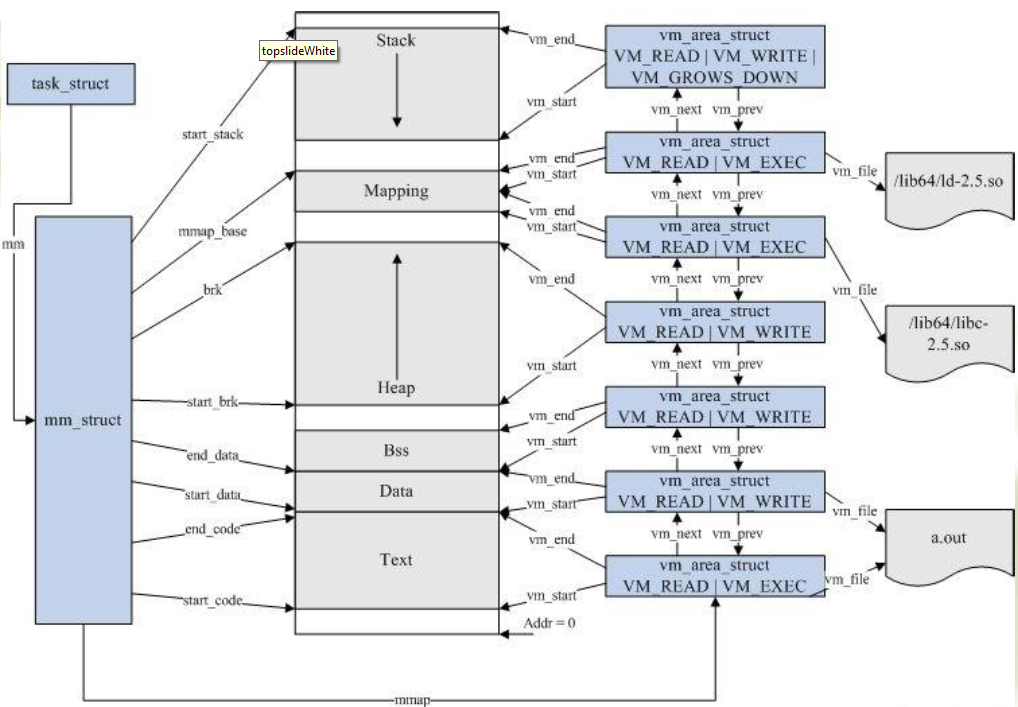 Stack
topslideWhite
task_struct
vm_end
vm_area_struct
VM_READ | VM_WRITE |
VM_GROWS_DOWN
vm_start
vm_next
vm_prev
start_stack
vm_area_struct
VM_READ | VM_EXEC
vm_end
vm_start
vm_file
/lib64/ld-2.5.so
Mapping
vm_next
vm_prev
mmap_base
vm_end
vm_start
vm_area_struct
VM_READ | VM_EXEC
mm
brk
vm_end
vm_next
vm_prev
vm_file
vm_area_struct
VM_READ | VM_WRITE
/lib64/libc-
2.5.so
vm_start
vm_next
vm_prev
Heap
start_brk
vm_area_struct
VM_READ | VM_WRITE
mm_struct
vm_end
vm_start
Bss
vm_next
vm_prev
end_data
vm_end
vm_area_struct
VM_READ | VM_WRITE
Data
start_data
vm_start
vm_file
end_code
vm_end
vm_next
vm_prev
a.out
Text
vm_area_struct
VM_READ | VM_EXEC
vm_file
start_code
vm_start
Addr = 0
mmap